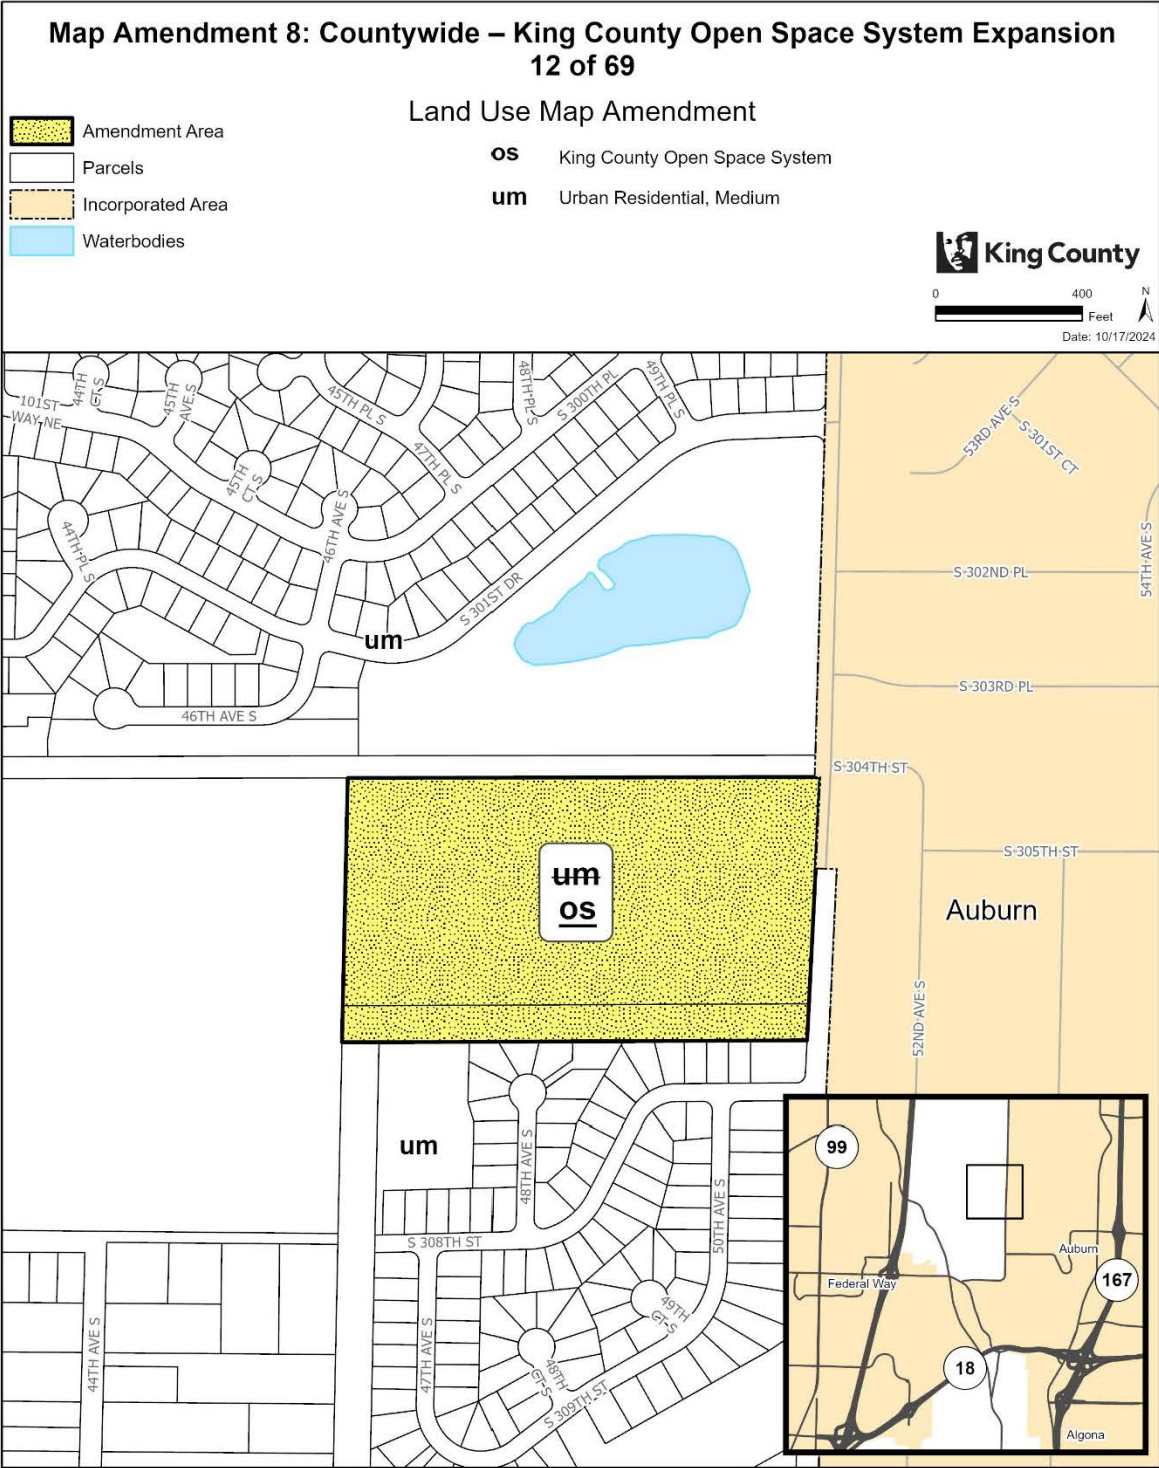 Map Amendment 8: Countywide – King County Open Space System Expansion
12 of 69
Land Use Map Amendment
Amendment Area
Parcels
Incorporated Area
Waterbodies
os King County Open Space System
um Urban Residential, Medium
King County
0 400
Feet
N
Date: 10/17/2024
101ST
WAY NE
44TH
CT S
45TH
AVE S
45TH PL S
48TH PL S
S 300TH PL
49TH PL S
47TH PL S
45TH
CT S
46TH AVE S
44TH PL S
S 301ST DR
um
46TH AVE S
53RD AVE S
S 301ST CT
54TH AVE S
S 302ND PL
S 303RD PL
S 304TH ST
S 305TH ST
um
os
Auburn
52ND AVE S
um
48TH AVE S
50TH AVE S
S 308TH ST
49TH
CT S
48TH
CT S
47TH AVE S
44TH AVE S
S 309TH ST
99
Auburn
Federal Way
167
18
Algona